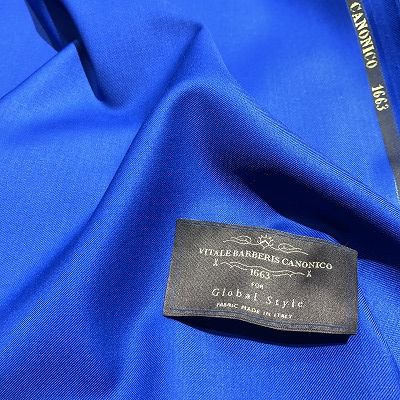 CANONICO 1663
VITALE BARBERIS CANONICO
1663
FOR
Global Style
FABRIC MADE IN ITALY